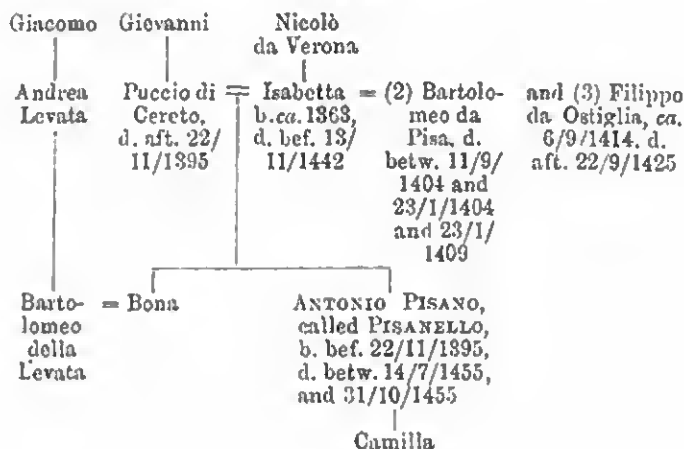 Giacomo Giovanni Nicolò
da Verona
Andrea Levata
Puccio di Cereto,
d. aft. 22/
11/1395
=
Isabetta
b. ca. 1363,
d. bef. 13/
11/1442
= (2) Bartolo-
meo da
Pisa, d.
betw. 11/9/
1404 and
23/1/1404
and 23/1/
1409
and (3) Filippo
da Ostiglia, ca.
6/9/1414. d.
aft. 22/9/1425
Barto-
lomeo
della
Levata
= Bona
ANTONIO PISANO,
called PISANELLO,
b. bef. 22/11/1395,
d. betw. 14/7/1455,
and 31/10/1455
Camilla